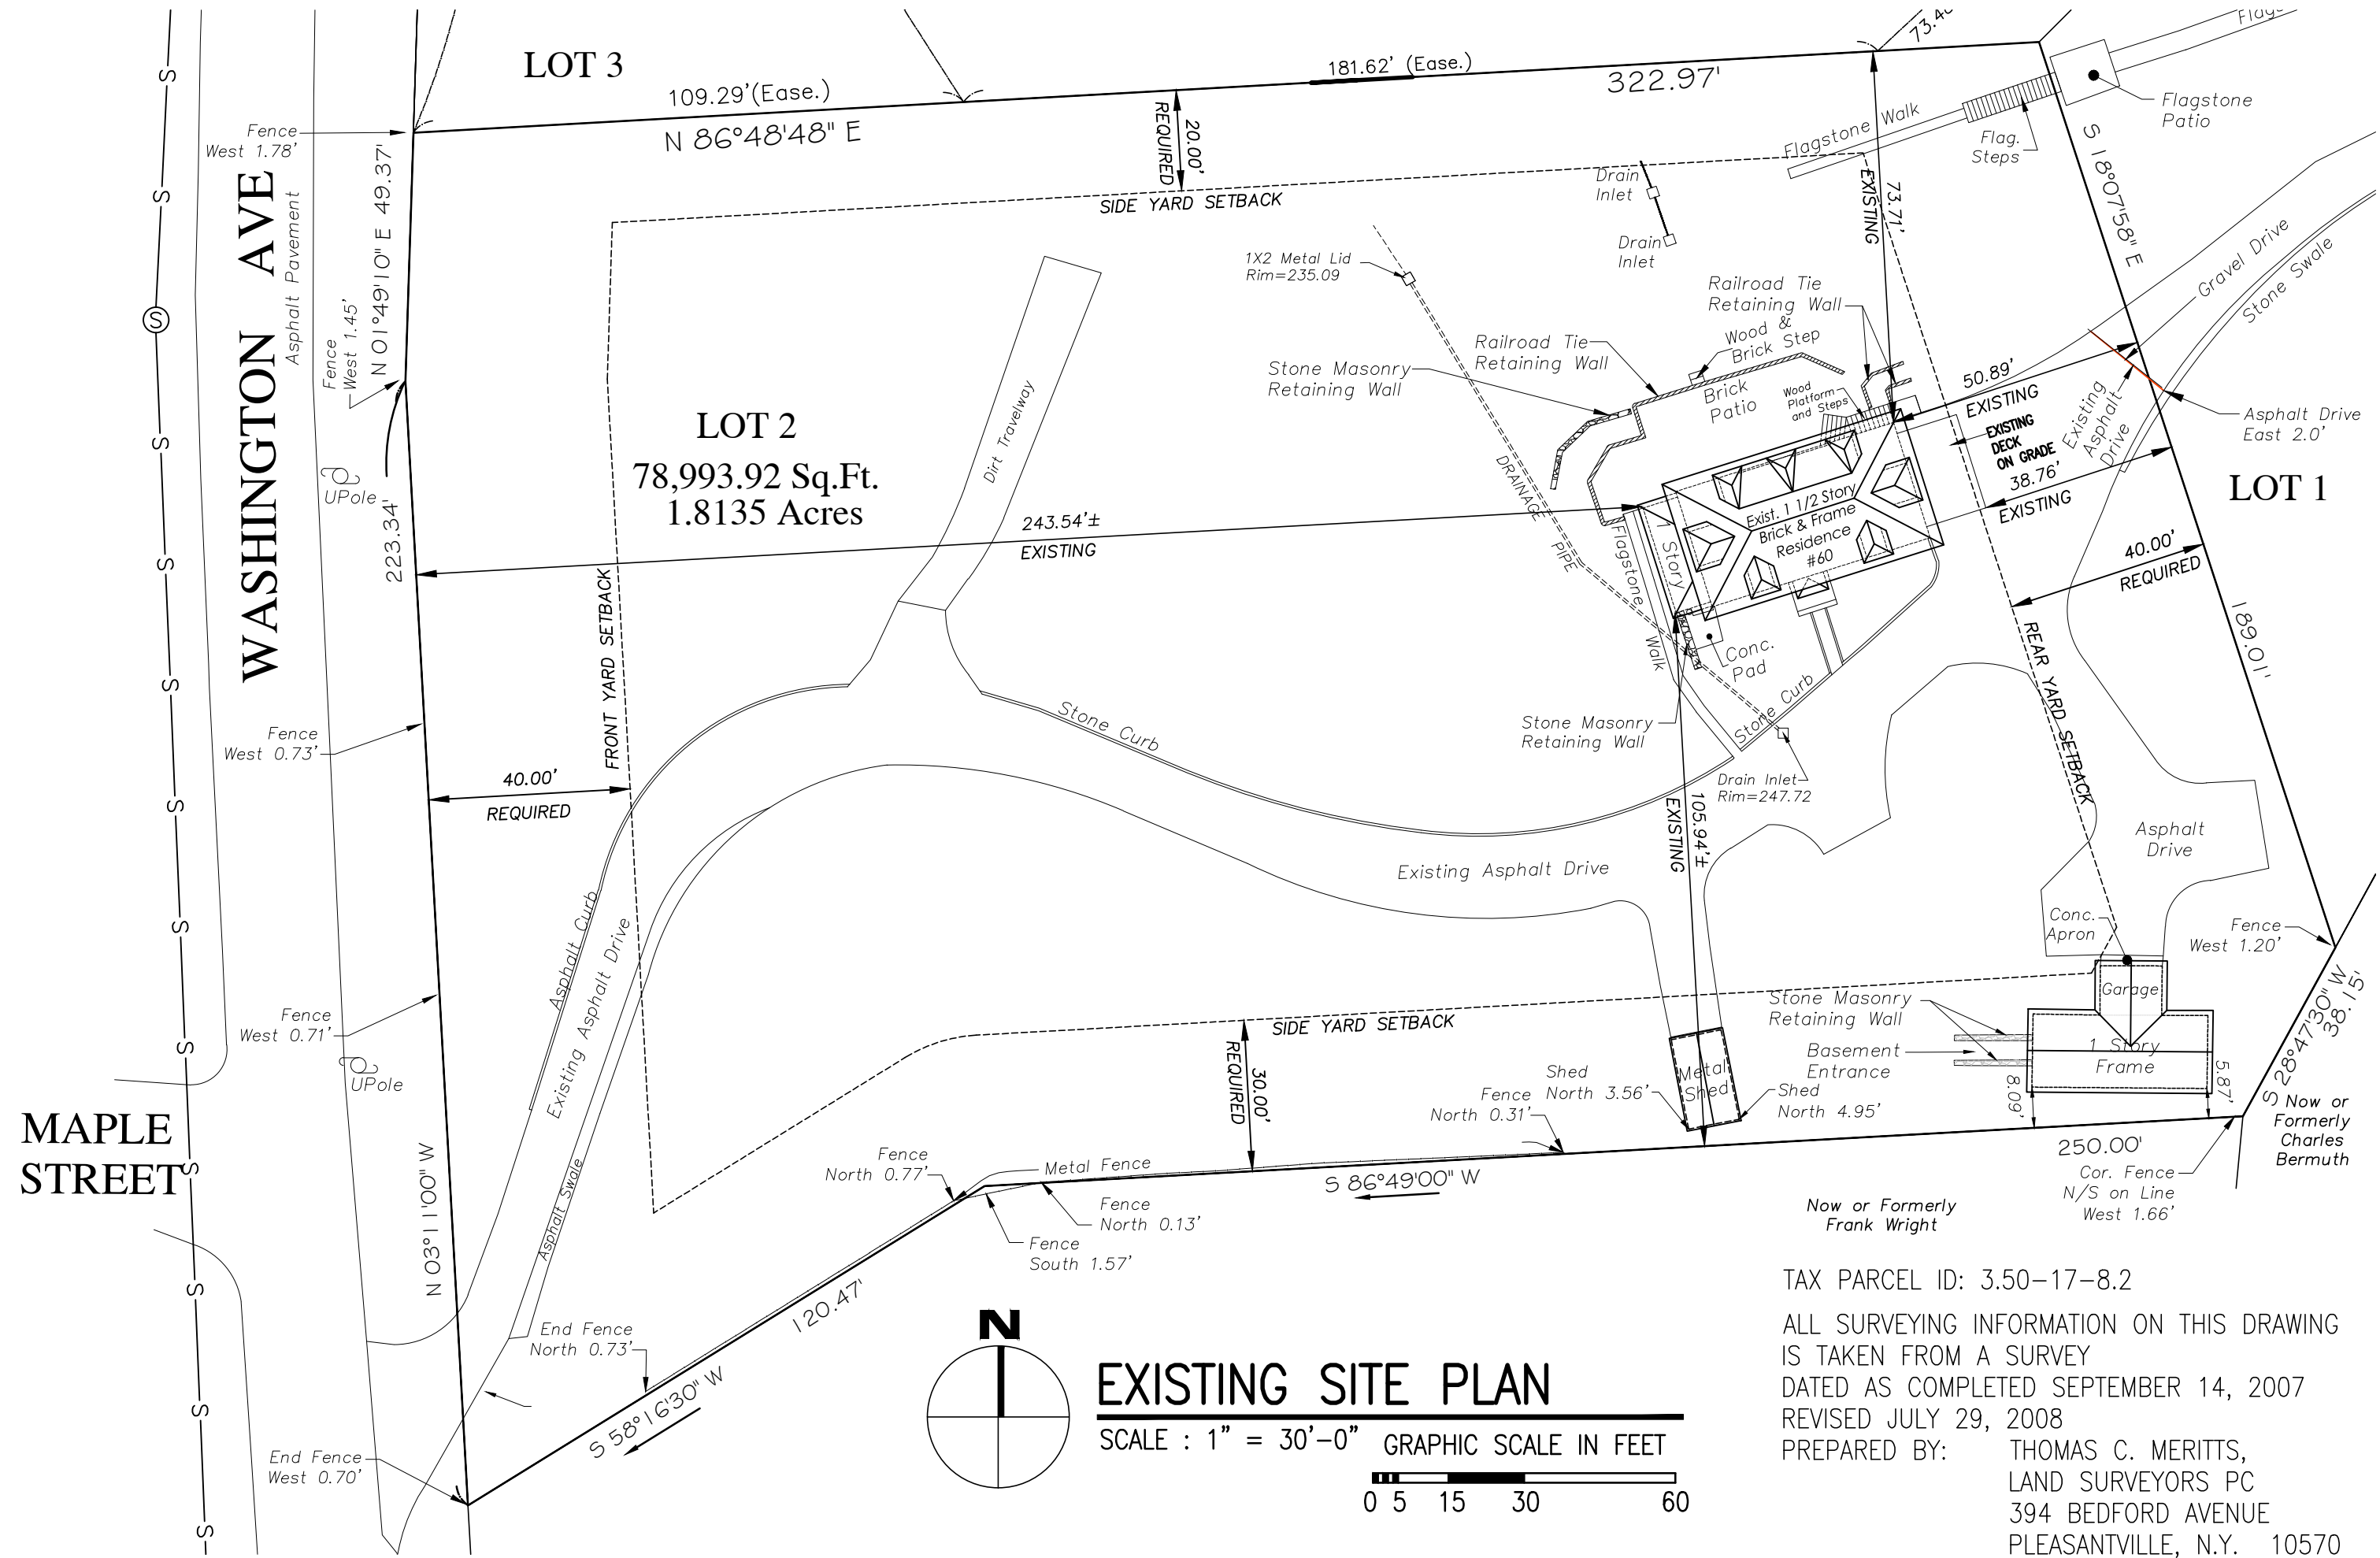 LOT 3
109.29'(Ease.)
N 86°48'48" E
181.62' (Ease.)
322.97'
Fence
West 1.78'
WASHINGTON AVE
Asphalt Pavement
N 01°49'10" E 49.37'
Fence
West 1.45'
20.00'
REQUIRED
SIDE YARD SETBACK
Drain
Inlet
Drain
Inlet
Flagstone Walk
Flag.
Steps
Flagstone
Patio
S 18°07'58" E
73.71'
EXISTING
Gravel Drive
Stone Swale
1X2 Metal Lid
Rim=235.09
Railroad Tie
Retaining Wall
Railroad Tie
Retaining Wall
Wood &
Brick Step
Stone Masonry
Retaining Wall
Brick
Patio
Wood
Platform
and Steps
50.89'
EXISTING
EXISTING
DECK
ON GRADE
38.76'
EXISTING
Existing
Asphalt
Drive
Asphalt Drive
East 2.0'
LOT 1
LOT 2
78,993.92 Sq.Ft.
1.8135 Acres
Dirt Travelway
UPole
223.34'
243.54'±
EXISTING
DRAINAGE
PIPE
Flagstone
Walk
1 Story
Exist. 1 1/2 Story
Brick & Frame
Residence
#60
40.00'
REQUIRED
189.01'
REAR YARD SETBACK
FRONT YARD SETBACK
Conc.
Pad
Stone Curb
Stone Curb
Stone Masonry
Retaining Wall
Fence
West 0.73'
40.00'
REQUIRED
Drain Inlet
Rim=247.72
105.94'±
EXISTING
Existing Asphalt Drive
Asphalt
Drive
Asphalt Curb
Existing Asphalt Drive
Conc.
Apron
Fence
West 1.20'
Fence
West 0.71'
UPole
S 28°47'30" W
38.15'
Garage
1 Story
Frame
Stone Masonry
Retaining Wall
Basement
Entrance
8.09'
5.87'
SIDE YARD SETBACK
30.00'
REQUIRED
Metal
Shed
Shed
North 3.56'
Shed
North 4.95'
Fence
North 0.31'
MAPLE
STREET
N 03°11'00" W
Asphalt Swale
Fence
North 0.77'
Metal Fence
Fence
North 0.13'
Fence
South 1.57'
S 86°49'00" W
250.00'
Now or
Formerly
Charles
Bermuth
Cor. Fence
N/S on Line
West 1.66'
Now or Formerly
Frank Wright
120.47'
S 58°16'30" W
End Fence
North 0.73'
End Fence
West 0.70'
N
EXISTING SITE PLAN
SCALE : 1" = 30'-0"
GRAPHIC SCALE IN FEET
0 5 15 30 60
TAX PARCEL ID: 3.50-17-8.2
ALL SURVEYING INFORMATION ON THIS DRAWING
IS TAKEN FROM A SURVEY
DATED AS COMPLETED SEPTEMBER 14, 2007
REVISED JULY 29, 2008
PREPARED BY: THOMAS C. MERITTS,
LAND SURVEYORS PC
394 BEDFORD AVENUE
PLEASANTVILLE, N.Y. 10570